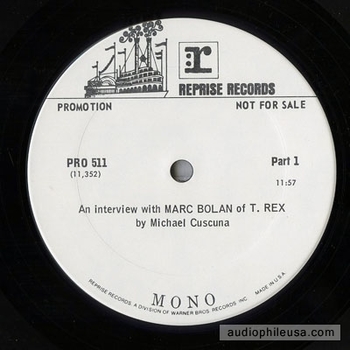 r
REPRISE RECORDS
PROMOTION NOT FOR SALE
PRO 511 Part 1
(11,352) 11:57
An interview with MARC BOLAN of T. REX
by Michael Cuscuna
MONO
REPRISE RECORDS, A DIVISION OF WARNER BROS. RECORDS INC. MADE IN U.S.A.
audiophileusa.com